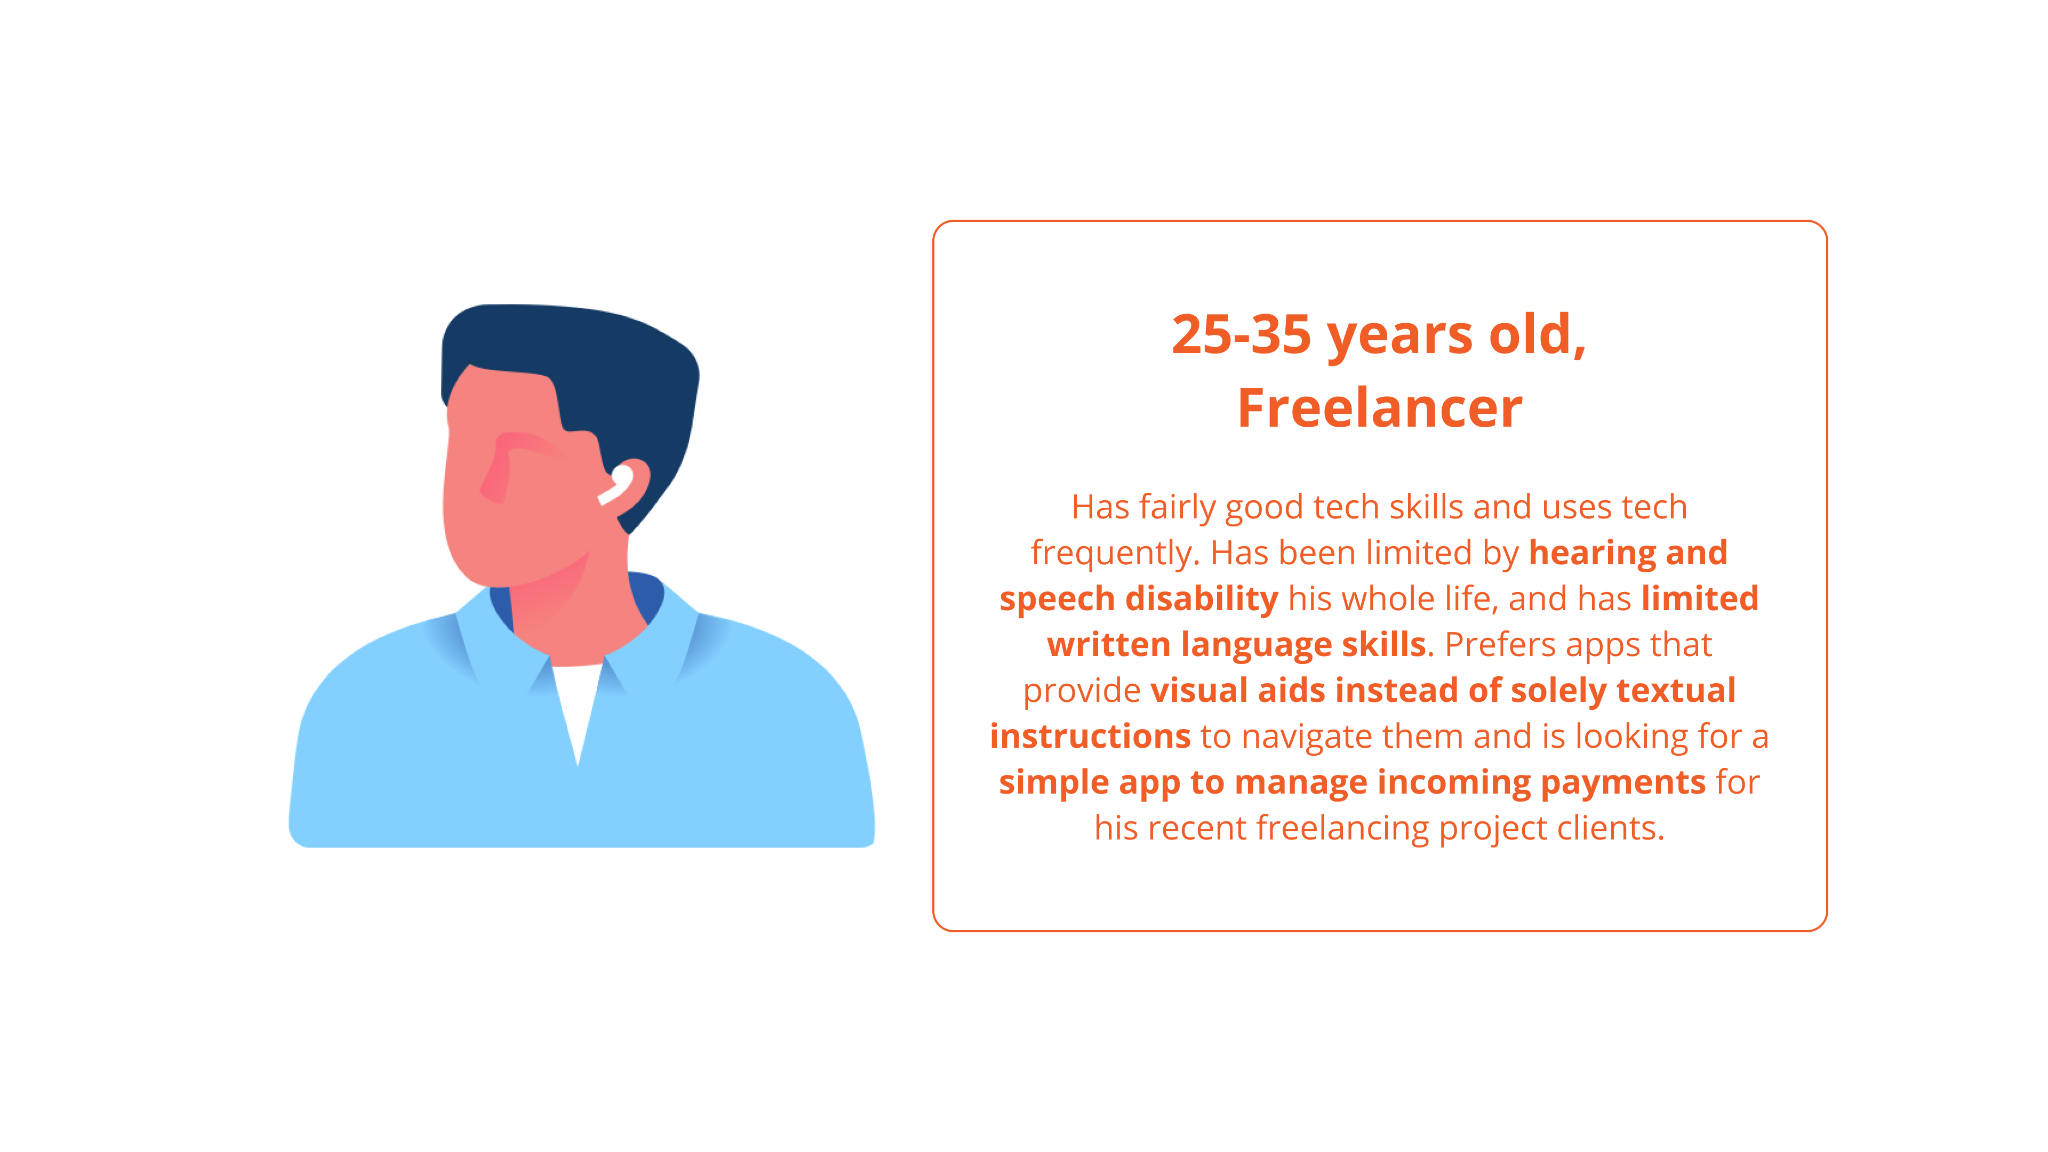 25-35 years old,
Freelancer
Has fairly good tech skills and uses tech
frequently. Has been limited by hearing and
speech disability his whole life, and has limited
written language skills. Prefers apps that
provide visual aids instead of solely textual
instructions to navigate them and is looking for a
simple app to manage incoming payments for
his recent freelancing project clients.